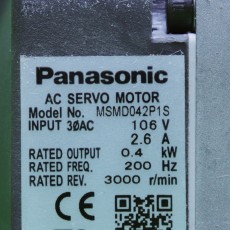 Panasonic
AC SERVO MOTOR
Model No. MSMD042P1S
INPUT 3ØAC 106 V
2.6 A
RATED OUTPUT 0.4 kW
RATED FREQ. 200 Hz
RATED REV. 3000 r/min
CE